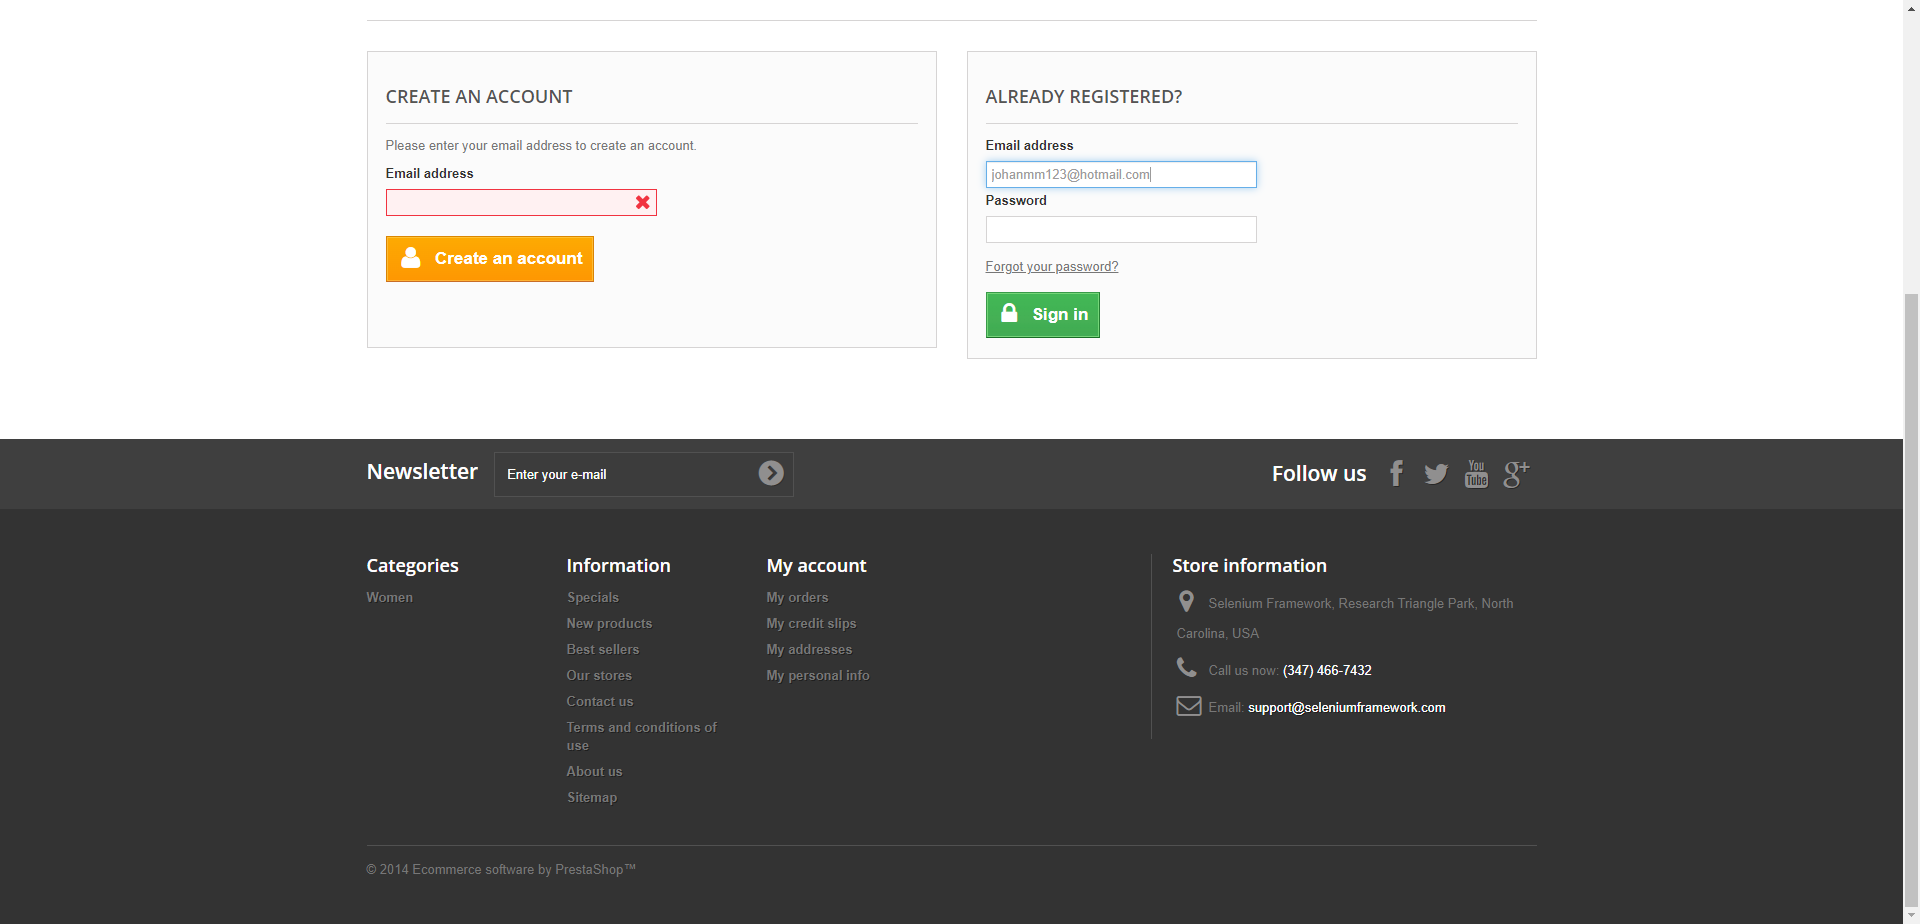 CREATE AN ACCOUNT
Please enter your email address to create an account.
Email address
Create an account
ALREADY REGISTERED?
Email address
johanmm123@hotmail.com
Password
Forgot your password?
Sign in
Newsletter
Enter your e-mail
Follow us
f
You
Tube
g+
Categories
Women
Information
Specials
New products
Best sellers
Our stores
Contact us
Terms and conditions of
use
About us
Sitemap
My account
My orders
My credit slips
My addresses
My personal info
Store information
Selenium Framework, Research Triangle Park, North
Carolina, USA
Call us now: (347) 466-7432
Email: support@seleniumframework.com
© 2014 Ecommerce software by PrestaShop™